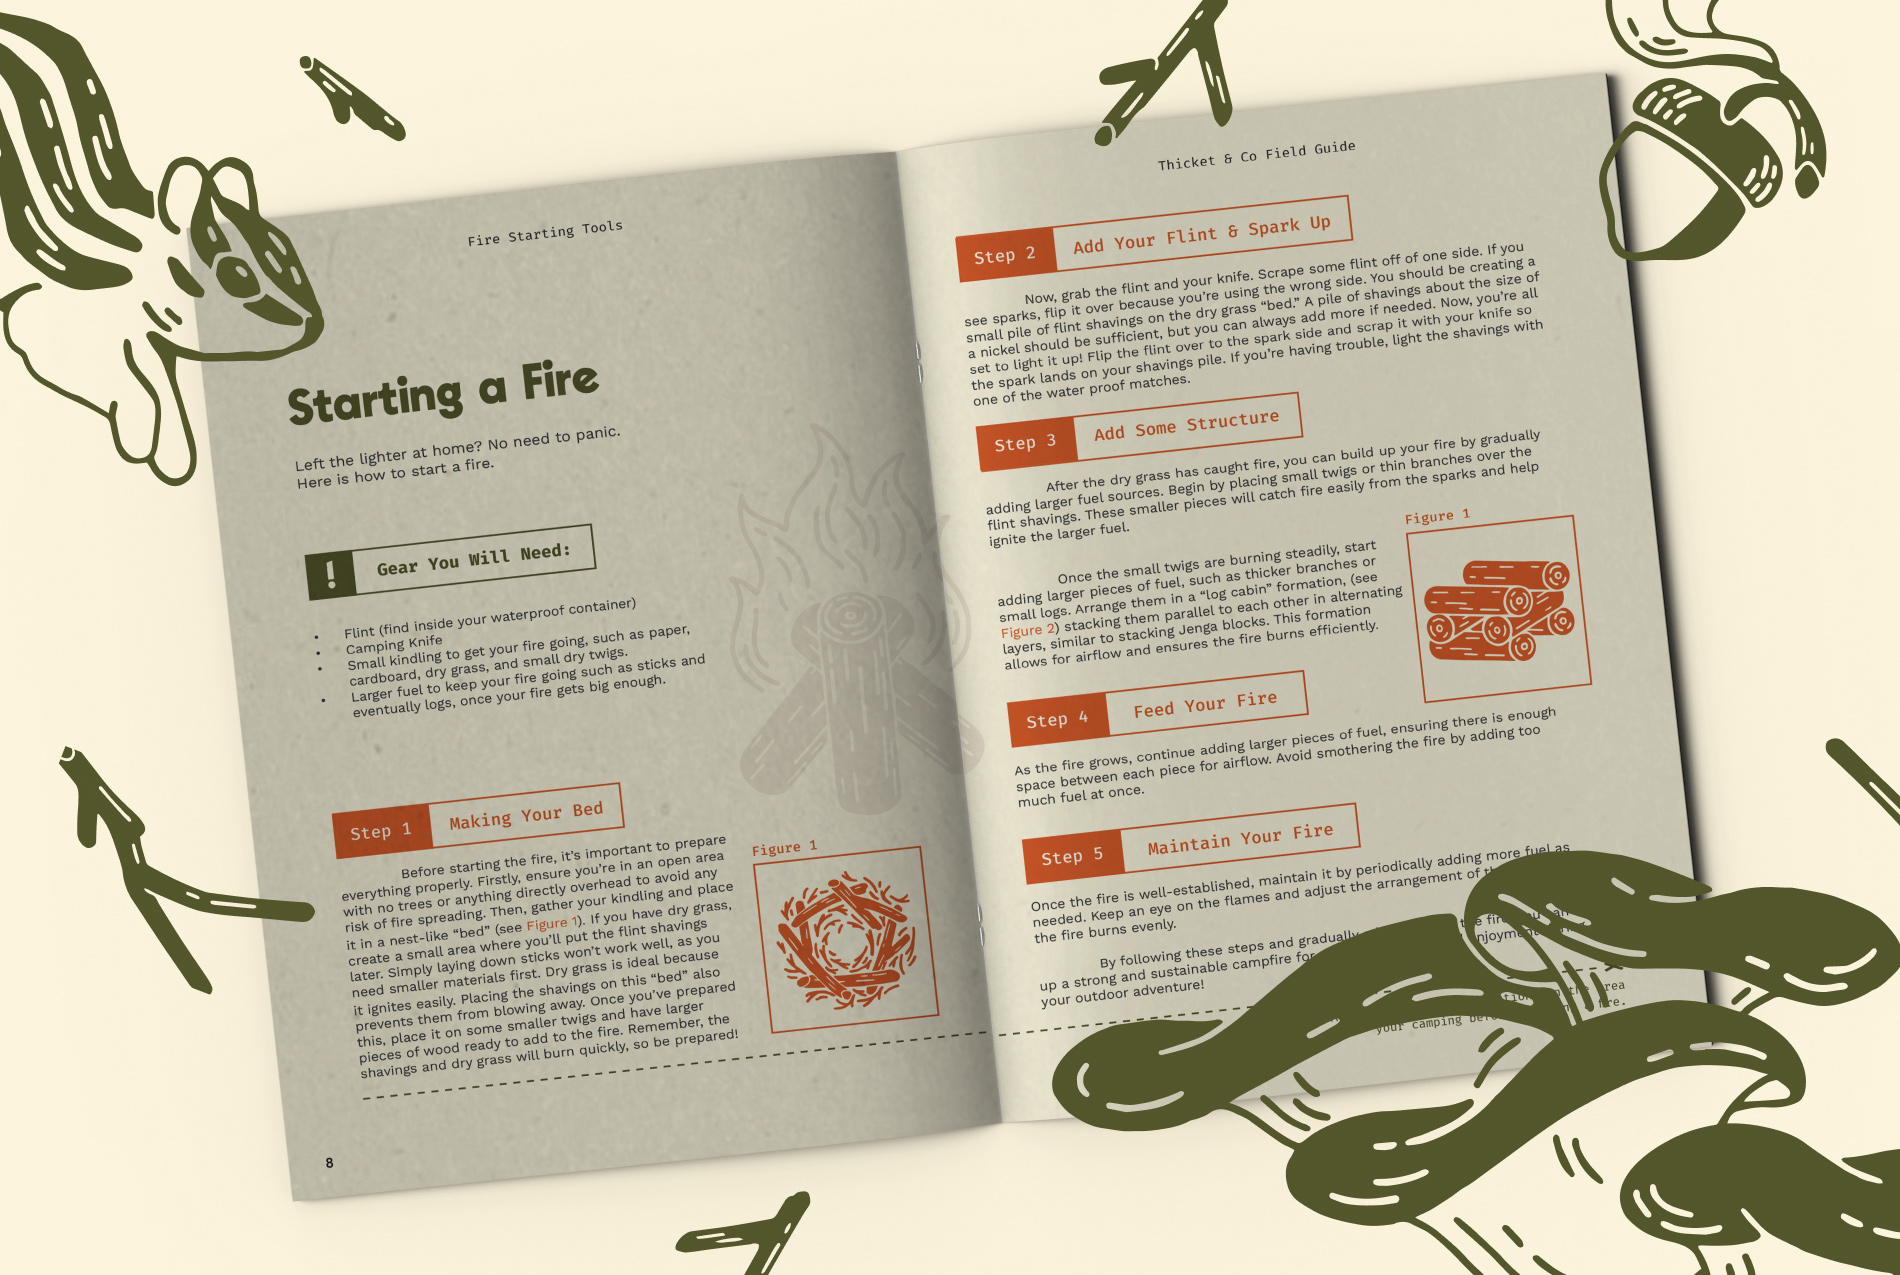 Fire Starting Tools
Starting a Fire
Left the lighter at home? No need to panic.
Here is how to start a fire.
! Gear You Will Need:
• Flint (find inside your waterproof container)
• Camping Knife
• Small kindling to get your fire going, such as paper,
cardboard, dry grass, and small dry twigs.
• Larger fuel to keep your fire going such as sticks and
eventually logs, once your fire gets big enough.
Step 1 Making Your Bed
Before starting the fire, it's important to prepare
everything properly. Firstly, ensure you're in an open area
with no trees or anything directly overhead to avoid any
risk of fire spreading. Then, gather your kindling and place
it in a nest-like “bed” (see Figure 1). If you have dry grass,
create a small area where you'll put the flint shavings
later. Simply laying down sticks won't work well, as you
need smaller materials first. Dry grass is ideal because
it ignites easily. Placing the shavings on this “bed” also
prevents them from blowing away. Once you've prepared
this, place it on some smaller twigs and have larger
pieces of wood ready to add to the fire. Remember, the
shavings and dry grass will burn quickly, so be prepared!
Figure 1
8
Thicket & Co Field Guide
Step 2 Add Your Flint & Spark Up
Now, grab the flint and your knife. Scrape some flint off of one side. If you
see sparks, flip it over because you're using the wrong side. You should be creating a
small pile of flint shavings on the dry grass “bed.” A pile of shavings about the size of
a nickel should be sufficient, but you can always add more if needed. Now, you're all
set to light it up! Flip the flint over to the spark side and scrap it with your knife so
the spark lands on your shavings pile. If you're having trouble, light the shavings with
one of the water proof matches.
Step 3 Add Some Structure
After the dry grass has caught fire, you can build up your fire by gradually
adding larger fuel sources. Begin by placing small twigs or thin branches over the
flint shavings. These smaller pieces will catch fire easily from the sparks and help
ignite the larger fuel.
Once the small twigs are burning steadily, start
adding larger pieces of fuel, such as thicker branches or
small logs. Arrange them in a “log cabin” formation, (see
Figure 2) stacking them parallel to each other in alternating
layers, similar to stacking Jenga blocks. This formation
allows for airflow and ensures the fire burns efficiently.
Figure 1
Step 4 Feed Your Fire
As the fire grows, continue adding larger pieces of fuel, ensuring there is enough
space between each piece for airflow. Avoid smothering the fire by adding too
much fuel at once.
Step 5 Maintain Your Fire
Once the fire is well-established, maintain it by periodically adding more fuel as
needed. Keep an eye on the flames and adjust the arrangement of
the fire burns evenly.
By following these steps and gradually the fire, you can
up a strong and sustainable campfire for
your outdoor adventure!
the area
your camping fire.